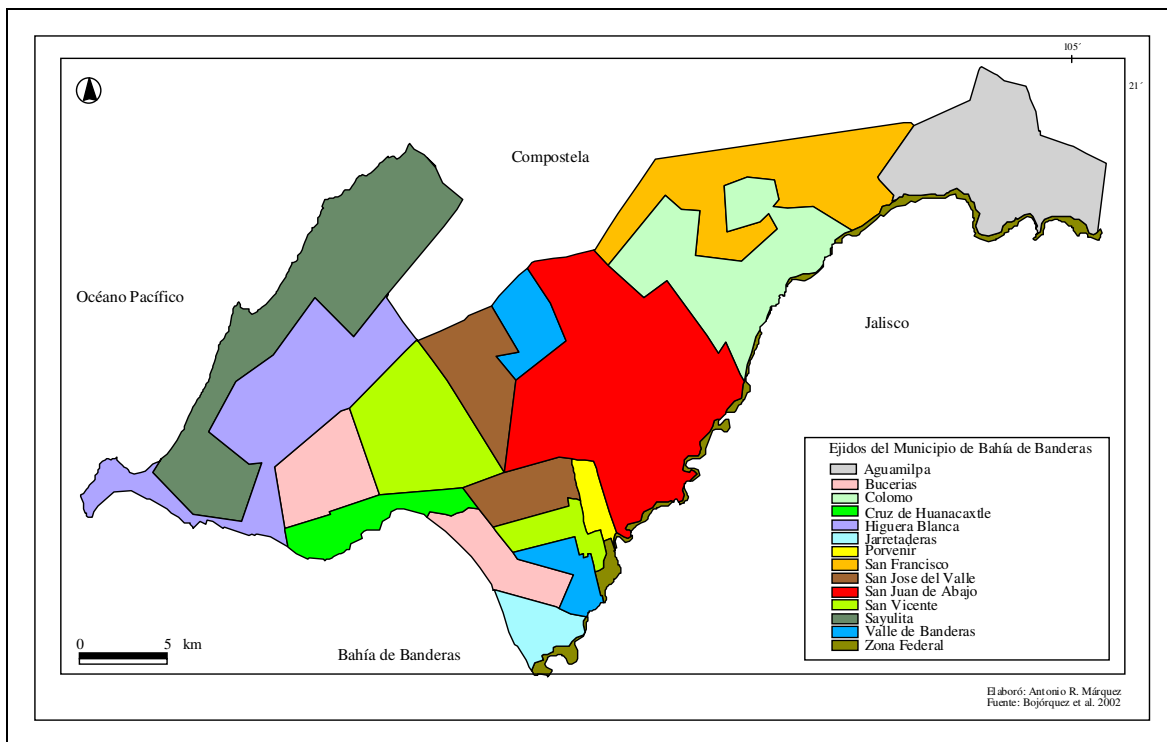 105´
21´
Compostela
Océano Pacífico
Jalisco
Bahía de Banderas
0 5 km
Ejidos del Municipio de Bahía de Banderas
Aguamilpa
Bucerias
Colomo
Cruz de Huanacaxtle
Higuera Blanca
Jarretaderas
Porvenir
San Francisco
San Jose del Valle
San Juan de Abajo
San Vicente
Sayulita
Valle de Banderas
Zona Federal
Elaboró: Antonio R. Márquez
Fuente: Bojórquez et al. 2002